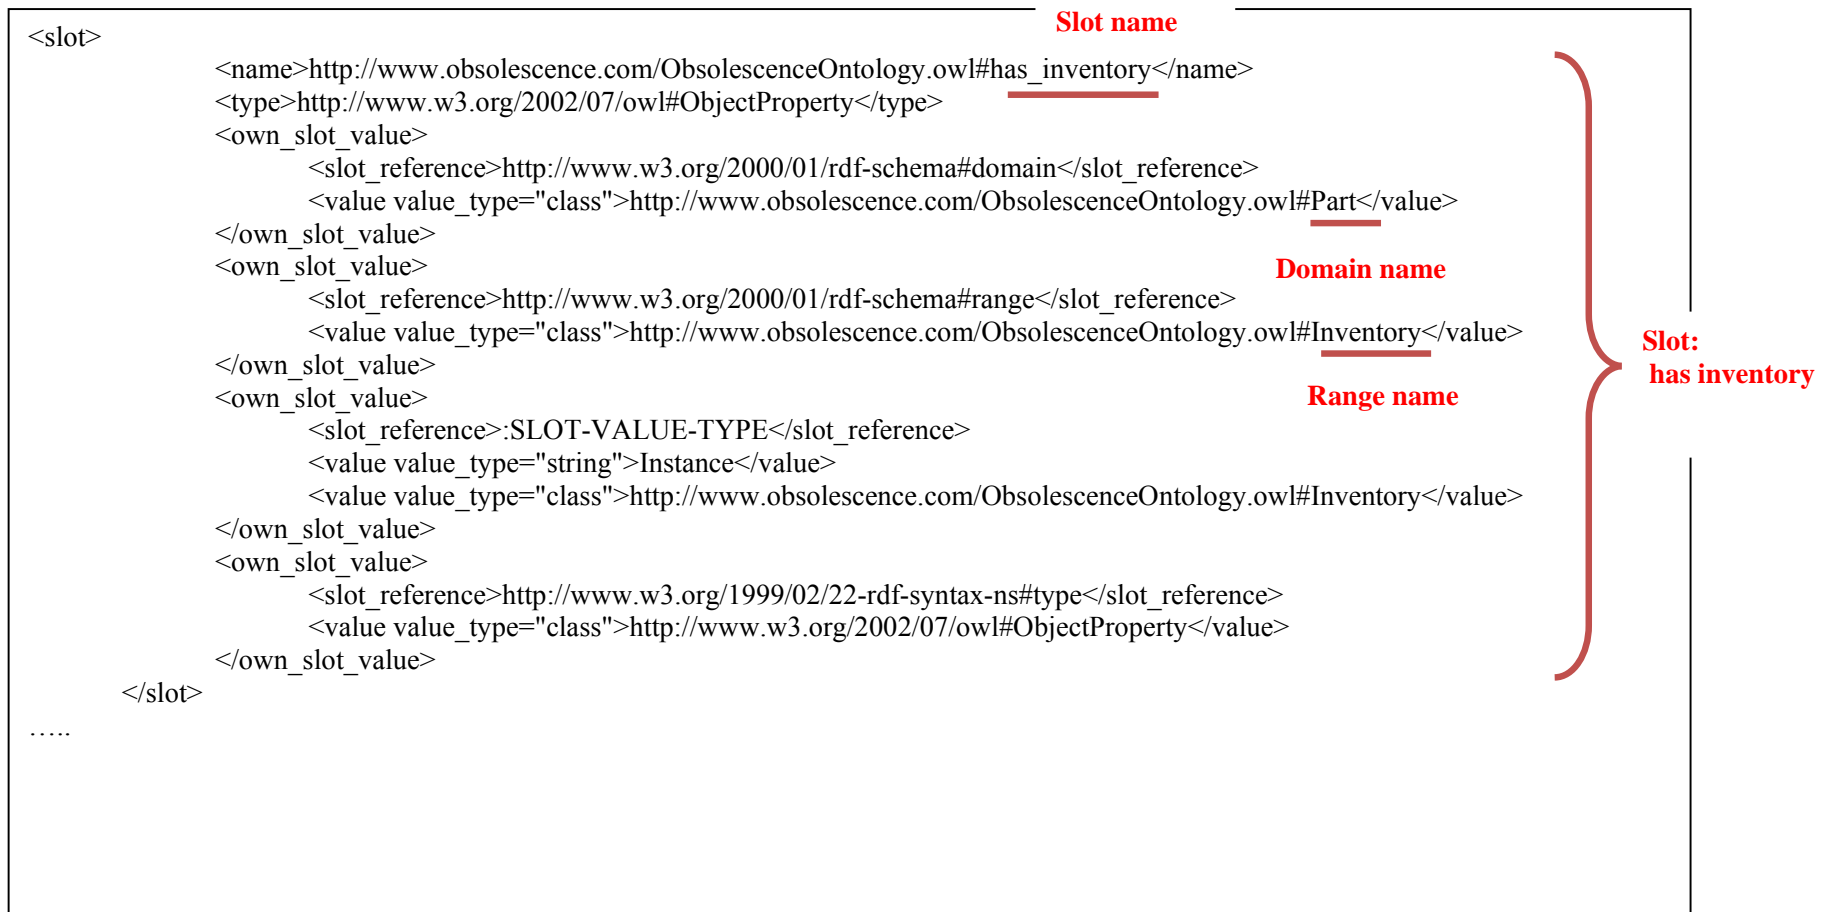 Slot name
<slot>
<name>http://www.obsolescence.com/ObsolescenceOntology.owl#has_inventory</name>
<type>http://www.w3.org/2002/07/owl#ObjectProperty</type>
<own_slot_value>
<slot_reference>http://www.w3.org/2000/01/rdf-schema#domain</slot_reference>
<value value_type="class">http://www.obsolescence.com/ObsolescenceOntology.owl#Part</value>
</own_slot_value>
<own_slot_value>
Domain name
<slot_reference>http://www.w3.org/2000/01/rdf-schema#range</slot_reference>
<value value_type="class">http://www.obsolescence.com/ObsolescenceOntology.owl#Inventory</value>
Slot:
has inventory
</own_slot_value>
<own_slot_value>
Range name
<slot_reference>:SLOT-VALUE-TYPE</slot_reference>
<value value_type="string">Instance</value>
<value value_type="class">http://www.obsolescence.com/ObsolescenceOntology.owl#Inventory</value>
</own_slot_value>
<own_slot_value>
<slot_reference>http://www.w3.org/1999/02/22-rdf-syntax-ns#type</slot_reference>
<value value_type="class">http://www.w3.org/2002/07/owl#ObjectProperty</value>
</own_slot_value>
</slot>
…..